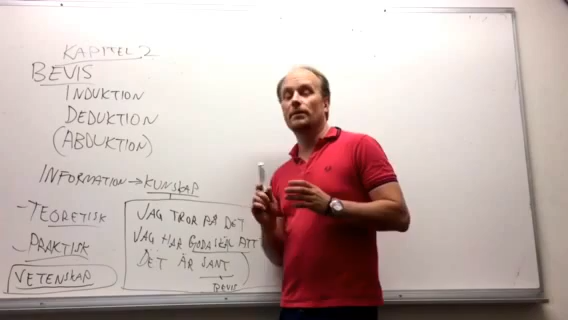 KAPITEL 2
BEVIS
INDUKTION
DEDUKTION
(ABDUKTION)
INFORMATION → KUNSKAP
- TEORETISK
- PRAKTISK
VETENSKAP
JAG TROR PÅ DET
JAG HAR GODA SKÄL ATT
DET ÄR SANT
BEVIS